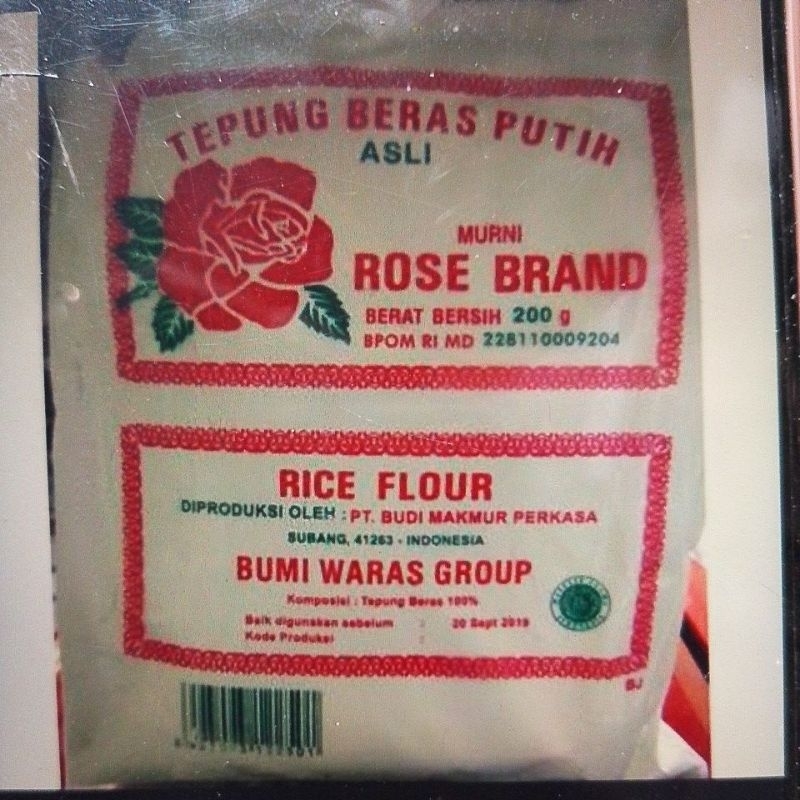 TEPUNG BERAS PUTIH
ASLI
MURNI
ROSE BRAND
BERAT BERSIH 200 g
BPOM RI MD 228110009204
RICE FLOUR
DIPRODUKSI OLEH : PT. BUDI MAKMUR PERKASA
SUBANG, 41263 - INDONESIA
BUMI WARAS GROUP
Komposisi : Tepung Beras 100%
Baik digunakan sebelum : 20 Sept 2019
Kode Produksi :
BJ